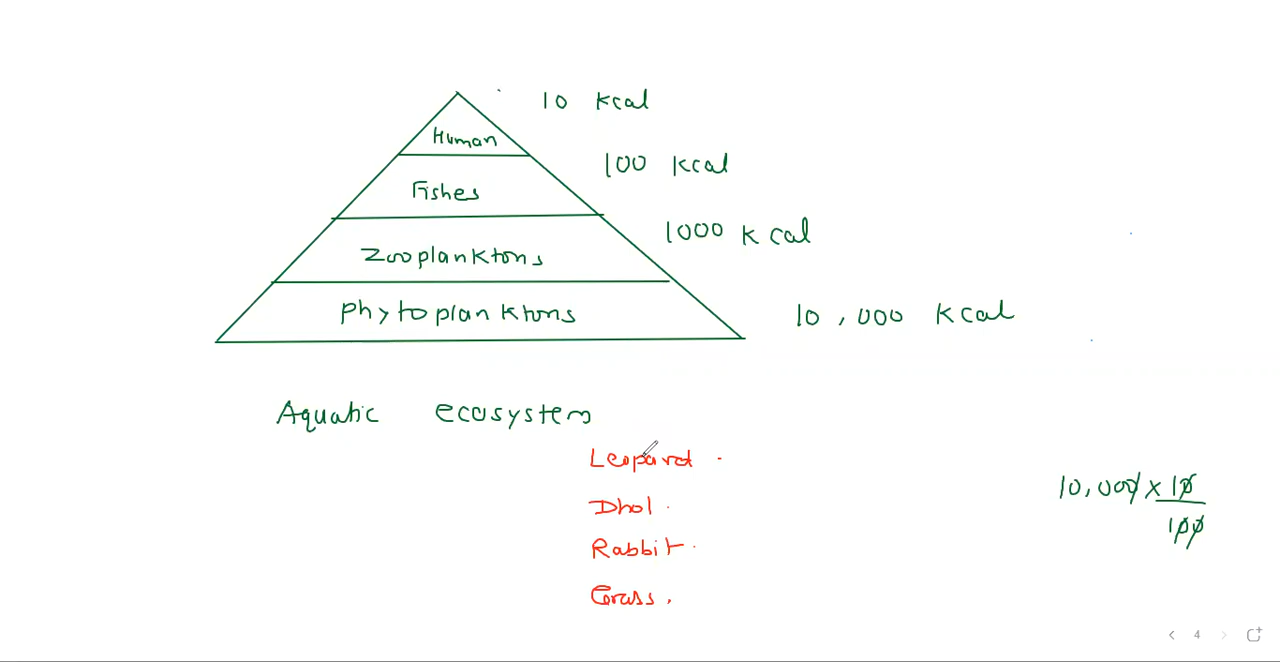 10 kcal
Human
100 kcal
Fishes
1000 kcal
Zooplanktons
Phytoplanktons
10,000 kcal
Aquatic ecosystem
Leopard
10,000 x 10
100
Dhol
Rabbit
Grass
4